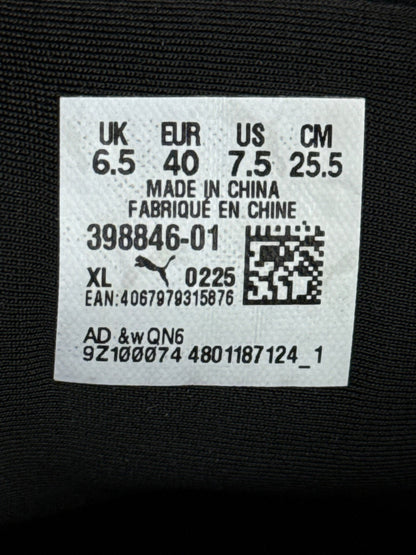 UK EUR US CM
6.5 40 7.5 25.5
MADE IN CHINA
FABRIQUÉ EN CHINE
398846-01
XL 0225
EAN:4067979315876
AD &wQN6
9Z100074 4801187124_1